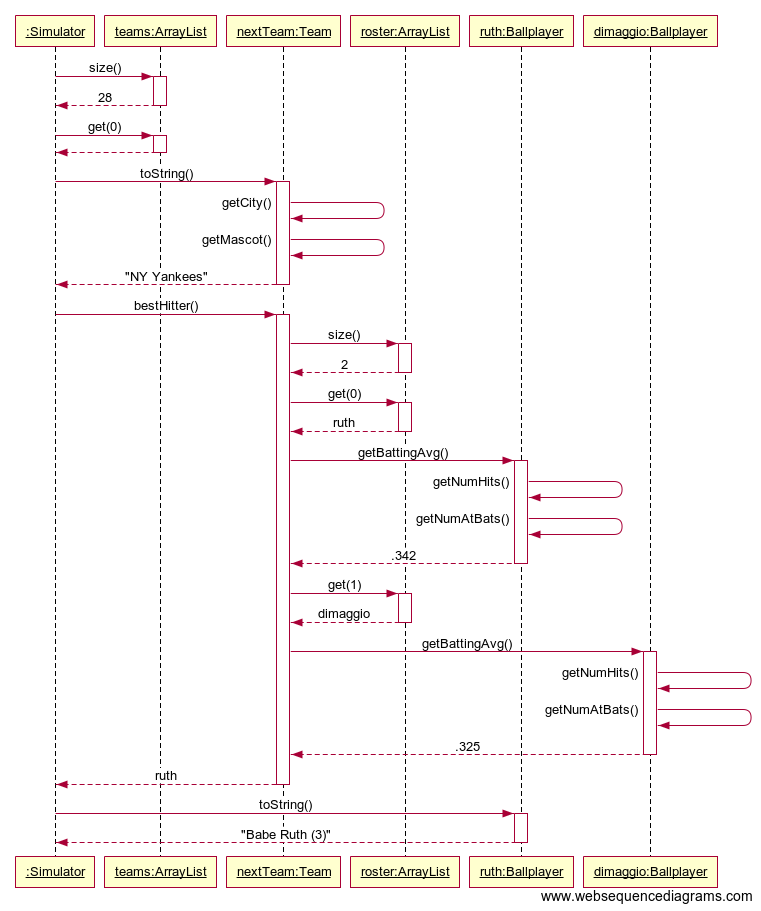 :Simulator teams:ArrayList nextTeam:Team roster:ArrayList ruth:Ballplayer dimaggio:Ballplayer
size()
28
get(0)
toString()
getCity()
getMascot()
"NY Yankees"
bestHitter()
size()
2
get(0)
ruth
getBattingAvg()
getNumHits()
getNumAtBats()
.342
get(1)
dimaggio
getBattingAvg()
getNumHits()
getNumAtBats()
.325
ruth
toString()
"Babe Ruth (3)"
:Simulator teams:ArrayList nextTeam:Team roster:ArrayList ruth:Ballplayer dimaggio:Ballplayer
www.websequencediagrams.com